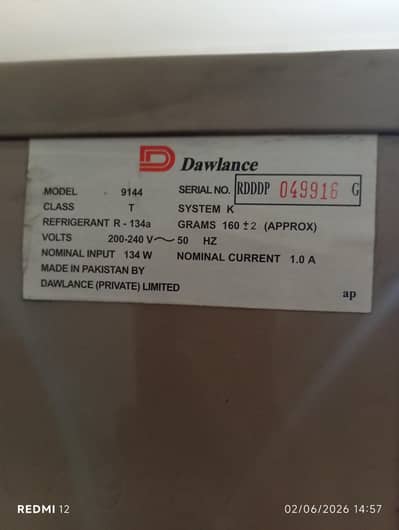 Dawlance
MODEL 9144 SERIAL NO. RDDDP 049916 G
CLASS T SYSTEM K
REFRIGERANT R - 134a GRAMS 160 ±2 (APPROX)
VOLTS 200-240 V~ 50 HZ
NOMINAL INPUT 134 W NOMINAL CURRENT 1.0 A
MADE IN PAKISTAN BY
DAWLANCE (PRIVATE) LIMITED
ap
REDMI 12 02/06/2026 14:57